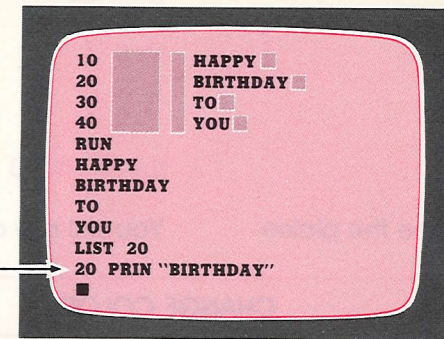 10 HAPPY
20 BIRTHDAY
30 TO
40 YOU
RUN
HAPPY
BIRTHDAY
TO
YOU
LIST 20
20 PRIN "BIRTHDAY"